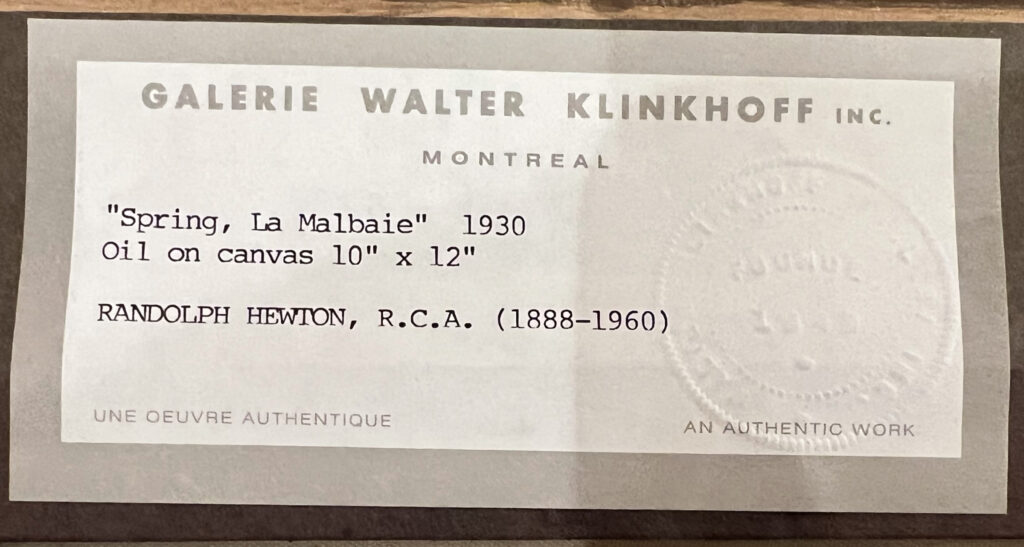 GALERIE WALTER KLINKHOFF INC.
MONTREAL
"Spring, La Malbaie" 1930
Oil on canvas 10" x 12"
RANDOLPH HEWTON, R.C.A. (1888-1960)
UNE OEUVRE AUTHENTIQUE
AN AUTHENTIC WORK